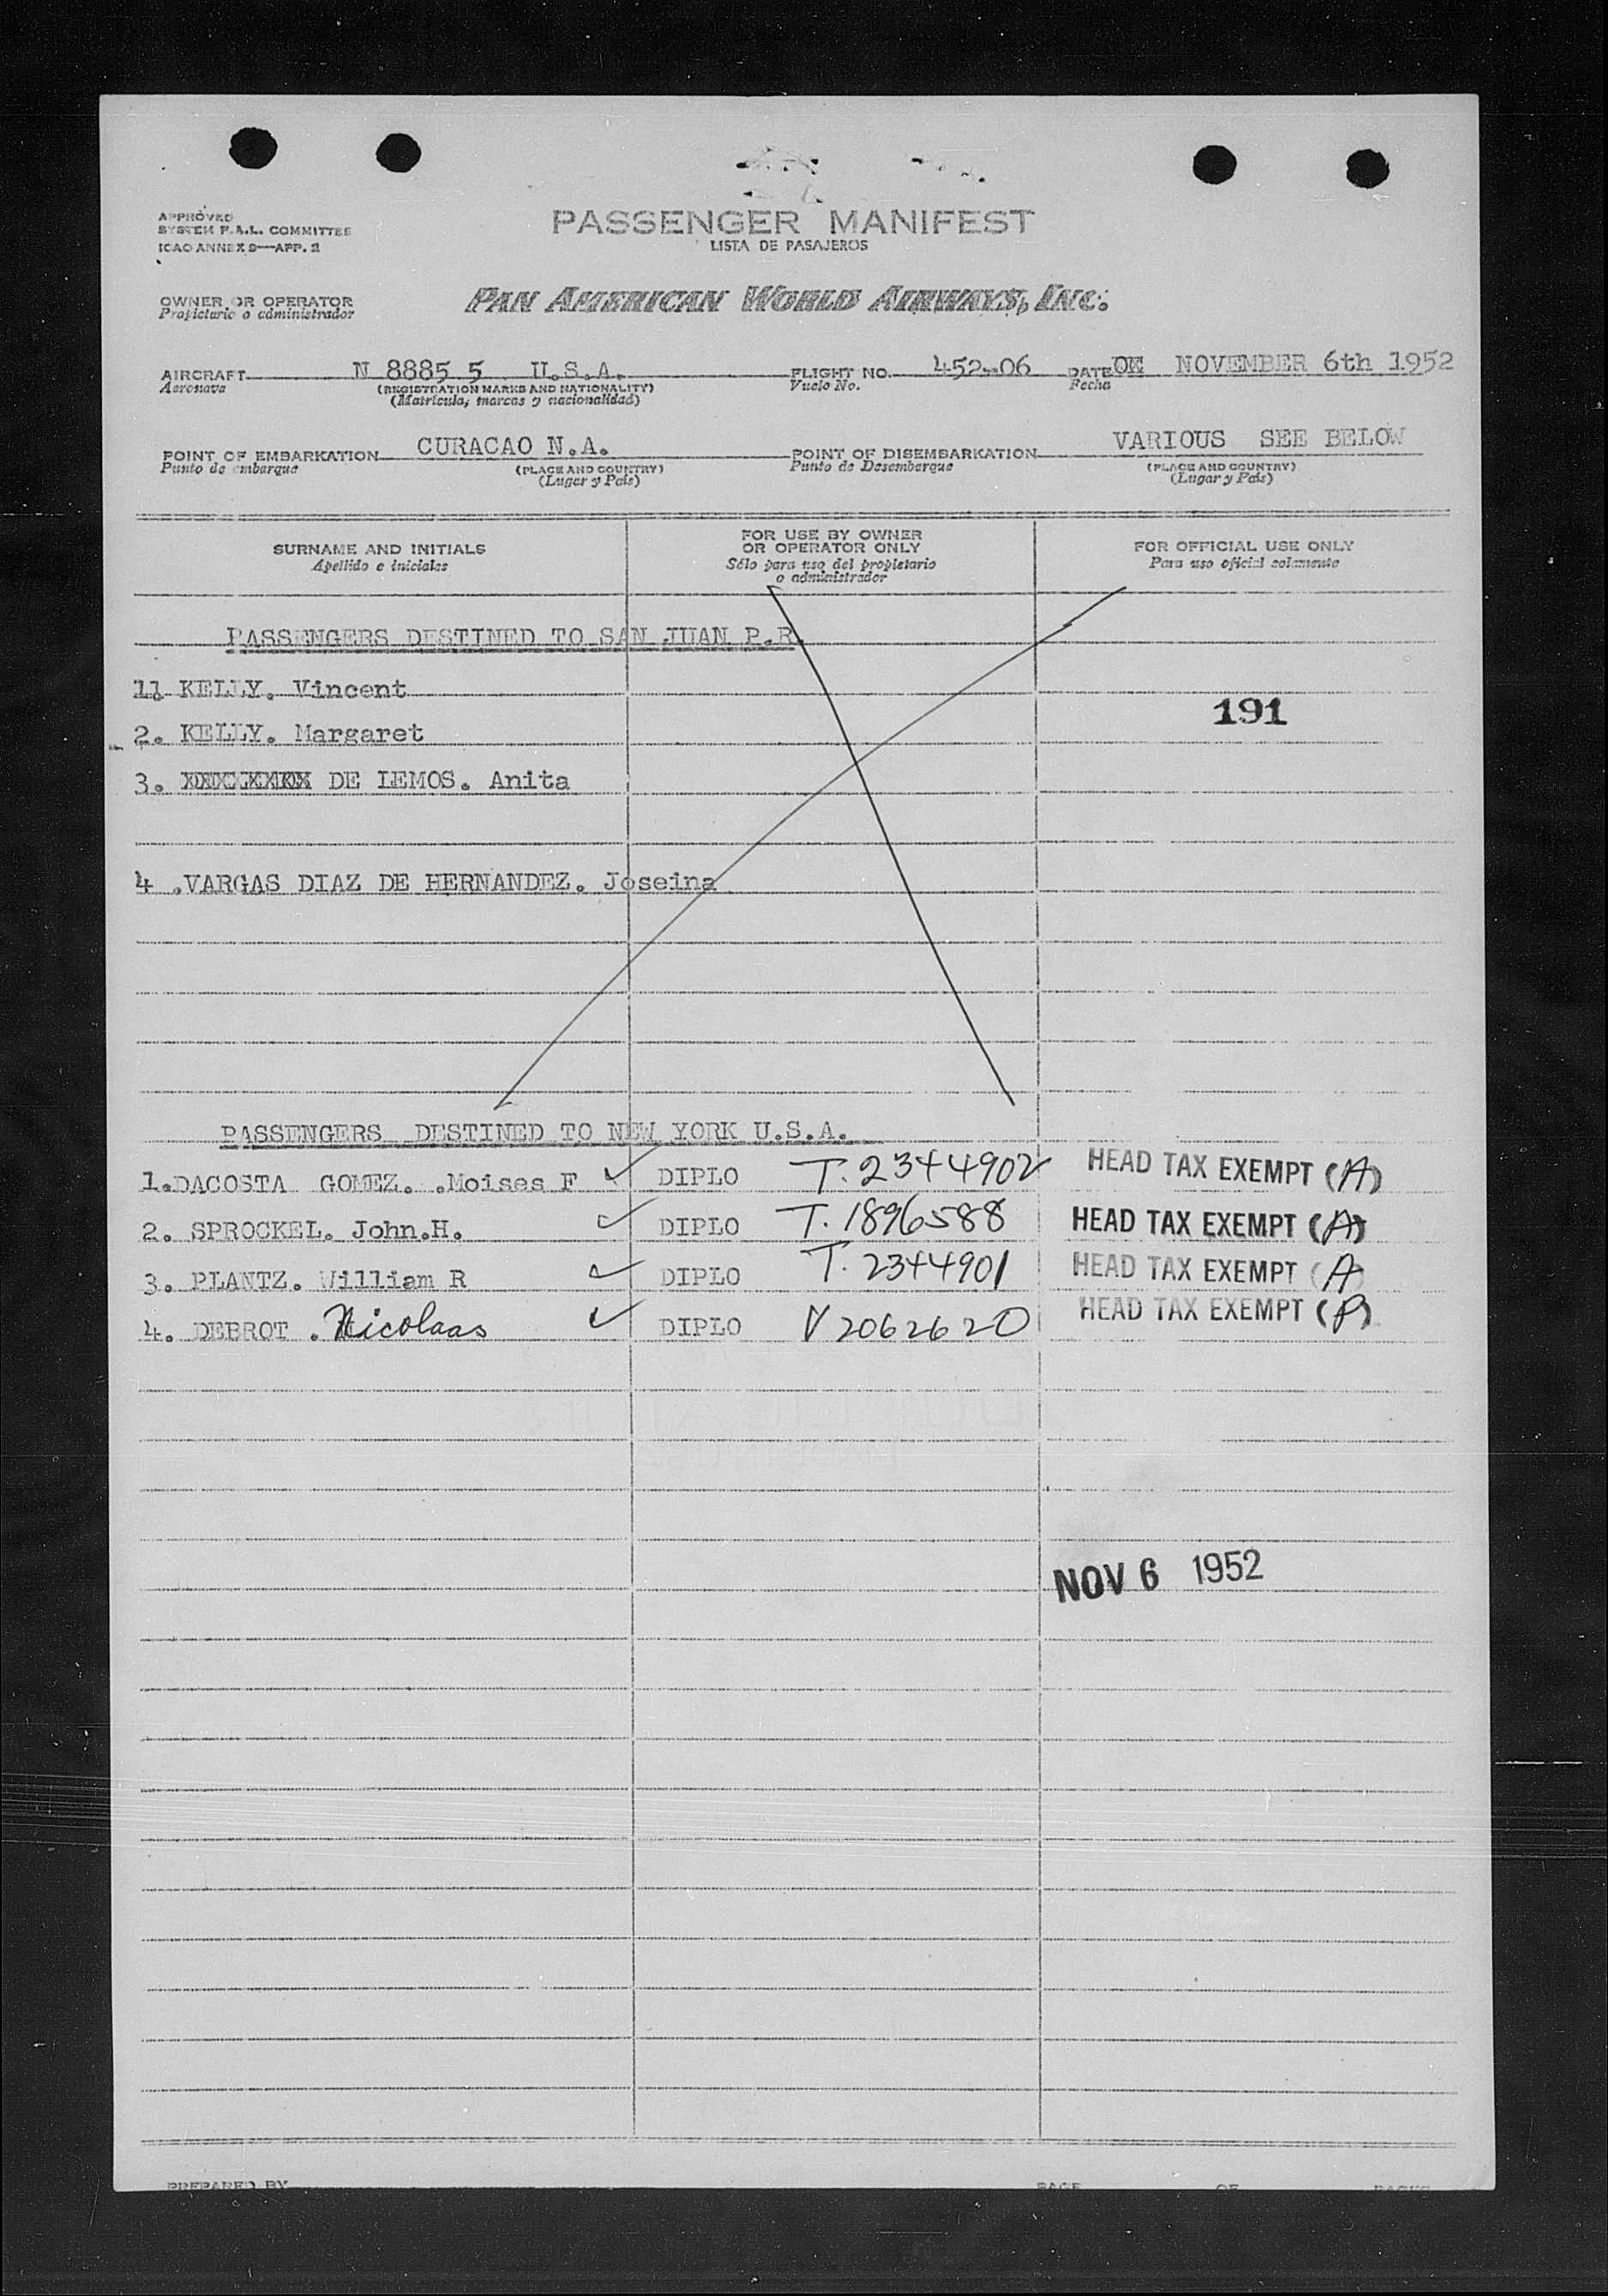 APPROVED
SYSTEM F.A.L. COMMITTEE
ICAO ANNEX 9—APP. 2
PASSENGER MANIFEST
LISTA DE PASAJEROS
OWNER OR OPERATOR
Propietario o administrador
PAN AMERICAN WORLD AIRWAYS, INC.
AIRCRAFT N 8885 5 U.S.A. FLIGHT NO. 452-06 DATE NOVEMBER 6th 1952
Aeronave (REGISTRATION MARKS AND NATIONALITY) Vuelo No. Fecha
(Matrícula, marcas y nacionalidad)
POINT OF EMBARKATION CURACAO N.A. POINT OF DISEMBARKATION VARIOUS SEE BELOW
Punto de embarque (PLACE AND COUNTRY) Punto de Desembarque (PLACE AND COUNTRY)
(Lugar y País) (Lugar y País)
SURNAME AND INITIALS
Apellido e iniciales
FOR USE BY OWNER
OR OPERATOR ONLY
Sólo para uso del propietario
o administrador
FOR OFFICIAL USE ONLY
Para uso oficial solamente
PASSENGERS DESTINED TO SAN JUAN P.R.
11 KELLY. Vincent
191
2. KELLY. Margaret
3. DE LEMOS. Anita
4 .VARGAS DIAZ DE HERNANDEZ. Joseina
PASSENGERS DESTINED TO NEW YORK U.S.A.
1.DACOSTA GOMEZ. .Moises F ✓ DIPLO T. 2344902 HEAD TAX EXEMPT (A)
2. SPROCKEL. John.H. ✓ DIPLO T. 1896588 HEAD TAX EXEMPT (A)
3. PLANTZ. William R ✓ DIPLO T. 2344901 HEAD TAX EXEMPT (A)
4. DEBROT . Nicolaas ✓ DIPLO V 2062620 HEAD TAX EXEMPT (A)
NOV 6 1952
PREPARED BY PAGE OF PAGES